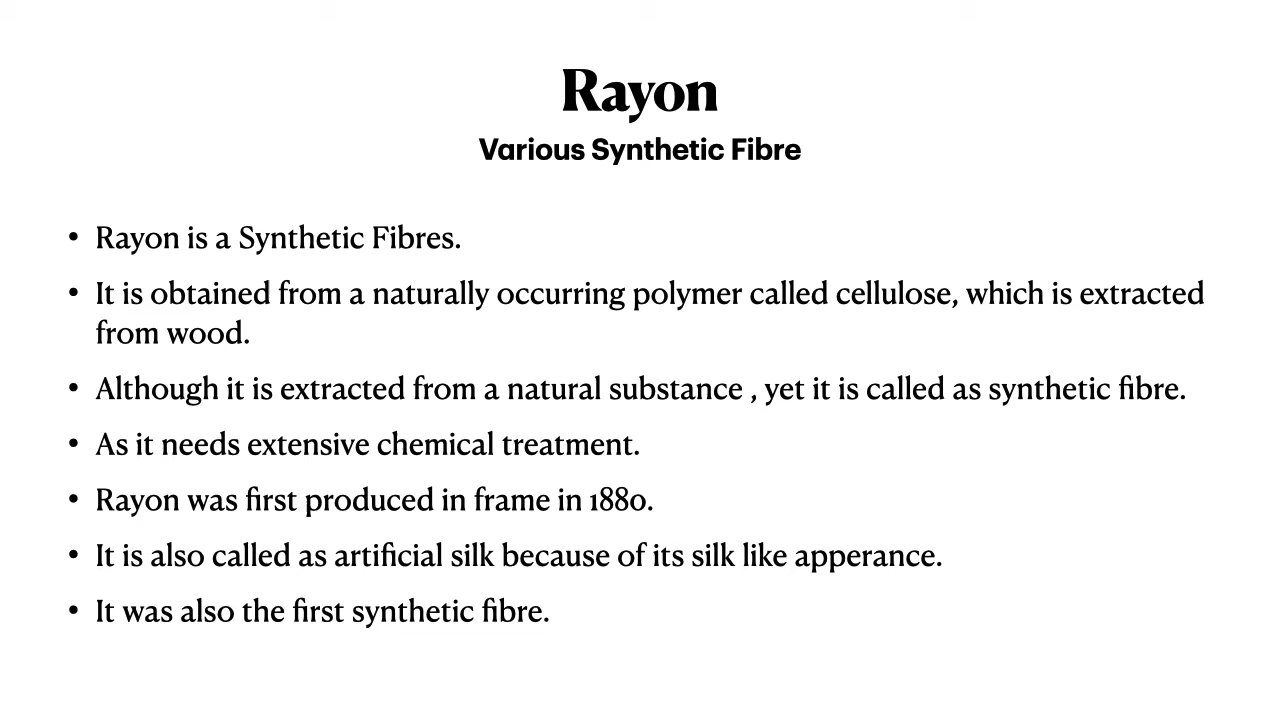 Rayon
Various Synthetic Fibre
• Rayon is a Synthetic Fibres.
• It is obtained from a naturally occurring polymer called cellulose, which is extracted
from wood.
• Although it is extracted from a natural substance , yet it is called as synthetic fibre.
• As it needs extensive chemical treatment.
• Rayon was first produced in frame in 1880.
• It is also called as artificial silk because of its silk like apperance.
• It was also the first synthetic fibre.